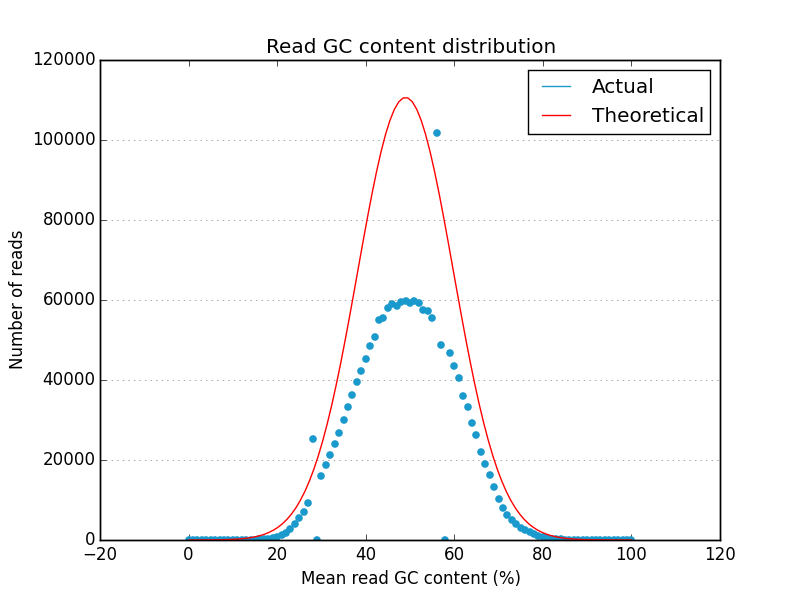 Read GC content distribution
120000
100000
80000
60000
40000
20000
0
Number of reads
Actual
Theoretical
−20 0 20 40 60 80 100 120
Mean read GC content (%)